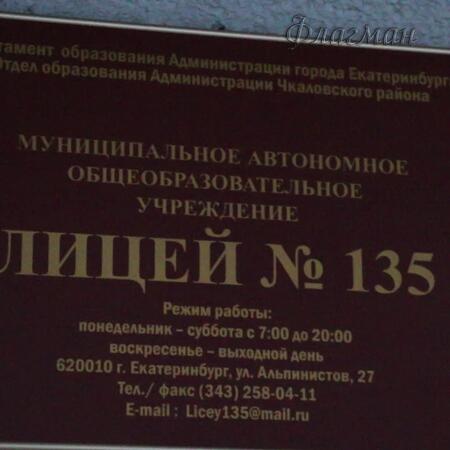 Флагман
тамент образования Администрации города Екатеринбург
Отдел образования Администрации Чкаловского района
МУНИЦИПАЛЬНОЕ АВТОНОМНОЕ
ОБЩЕОБРАЗОВАТЕЛЬНОЕ
УЧРЕЖДЕНИЕ
ЛИЦЕЙ № 135
Режим работы:
понедельник – суббота с 7:00 до 20:00
воскресенье – выходной день
620010 г. Екатеринбург, ул. Альпинистов, 27
Тел./ факс (343) 258-04-11
E-mail : Licey135@mail.ru